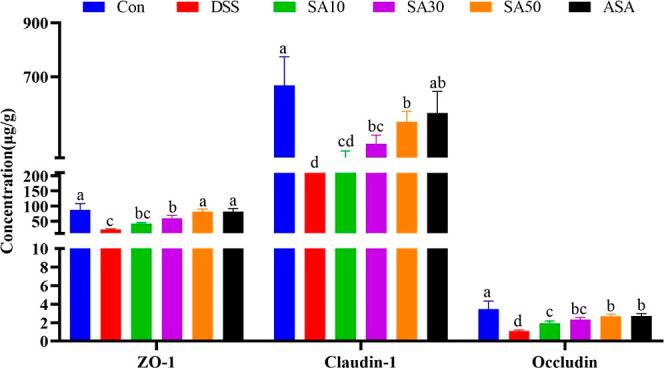 Con DSS SA10 SA30 SA50 ASA
Concentration(μg/g)
900
700
200
150
100
50
10
8
6
4
2
0
a c bc b a a
a d cd bc b ab
a d c bc b b
ZO-1 Claudin-1 Occludin